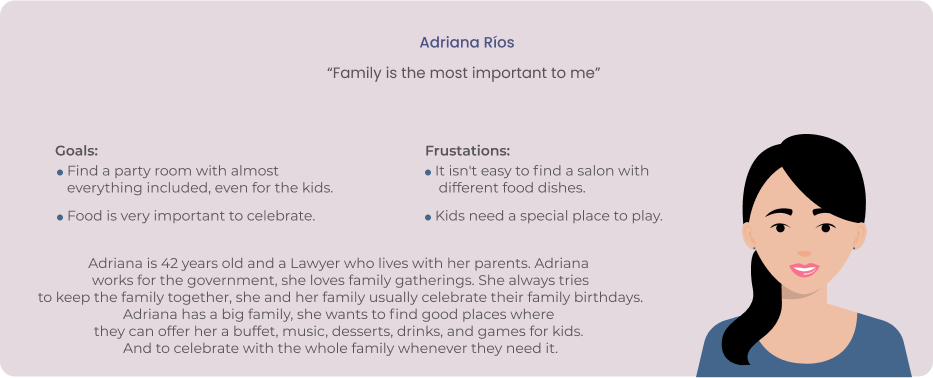 Adriana Ríos
“Family is the most important to me”
Goals:
• Find a party room with almost
everything included, even for the kids.
• Food is very important to celebrate.
Frustations:
• It isn't easy to find a salon with
different food dishes.
• Kids need a special place to play.
Adriana is 42 years old and a Lawyer who lives with her parents. Adriana
works for the government, she loves family gatherings. She always tries
to keep the family together, she and her family usually celebrate their family birthdays.
Adriana has a big family, she wants to find good places where
they can offer her a buffet, music, desserts, drinks, and games for kids.
And to celebrate with the whole family whenever they need it.